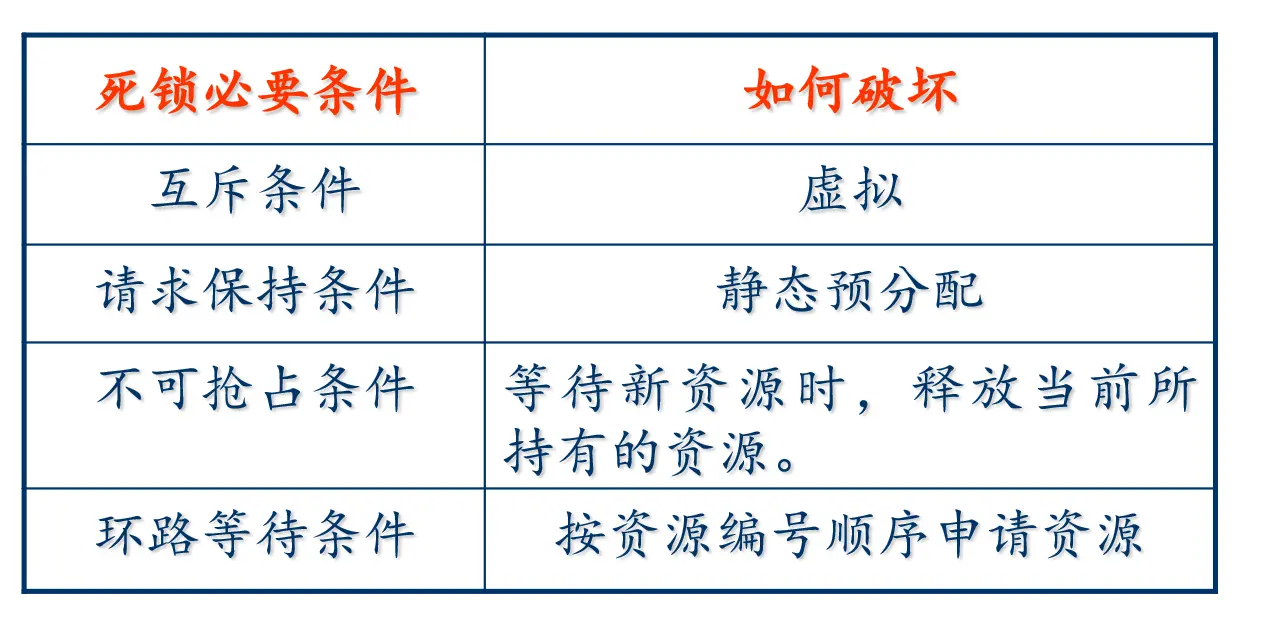 死锁必要条件
如何破坏
互斥条件
虚拟
请求保持条件
静态预分配
不可抢占条件
等待新资源时，释放当前所
持有的资源。
环路等待条件
按资源编号顺序申请资源